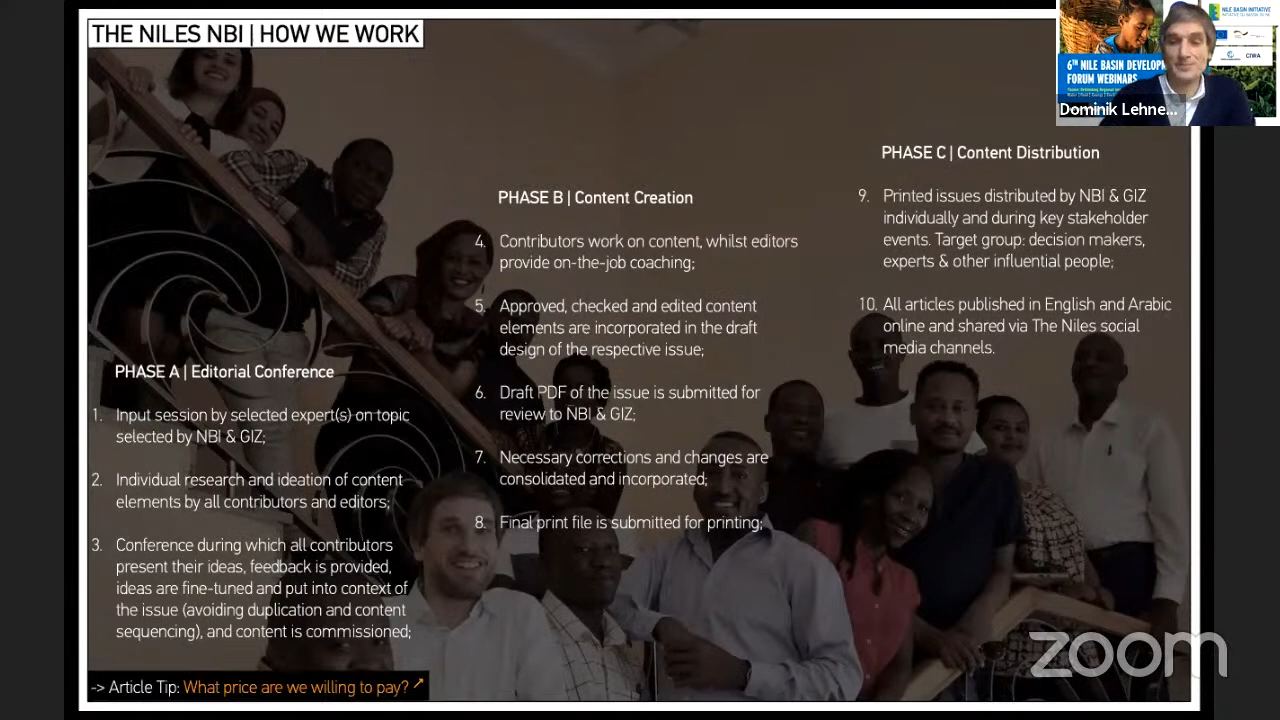 THE NILES NBI | HOW WE WORK
PHASE A | Editorial Conference
1. Input session by selected expert(s) on topic
selected by NBI & GIZ;
2. Individual research and ideation of content
elements by all contributors and editors;
3. Conference during which all contributors
present their ideas, feedback is provided,
ideas are fine-tuned and put into context of
the issue (avoiding duplication and content
sequencing), and content is commissioned;
-> Article Tip: What price are we willing to pay?
PHASE B | Content Creation
4. Contributors work on content, whilst editors
provide on-the-job coaching;
5. Approved, checked and edited content
elements are incorporated in the draft
design of the respective issue;
6. Draft PDF of the issue is submitted for
review to NBI & GIZ;
7. Necessary corrections and changes are
consolidated and incorporated;
8. Final print file is submitted for printing;
PHASE C | Content Distribution
9. Printed issues distributed by NBI & GIZ
individually and during key stakeholder
events. Target group: decision makers,
experts & other influential people;
10. All articles published in English and Arabic
online and shared via The Niles social
media channels.
NILE BASIN INITIATIVE
INITIATIVE DU BASSIN DU NIL
CIWA
6TH NILE BASIN DEVELOP
FORUM WEBINARS
Dominik Lehne...
zoom